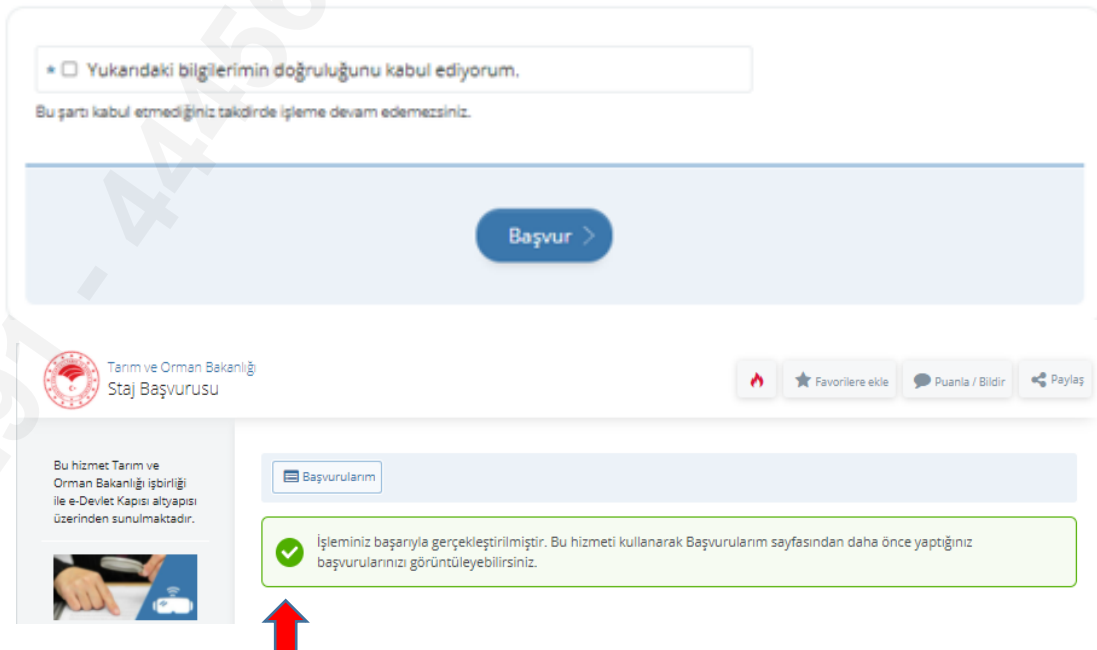 * Yukarıdaki bilgilerimin doğruluğunu kabul ediyorum.
Bu şartı kabul etmediğiniz takdirde işleme devam edemezsiniz.
Başvur
Tarım ve Orman Bakanlığı
Staj Başvurusu
Favorilere ekle
Puanla / Bildir
Paylaş
Bu hizmet Tarım ve
Orman Bakanlığı işbirliği
ile e-Devlet Kapısı altyapısı
üzerinden sunulmaktadır.
Başvurularım
İşleminiz başarıyla gerçekleştirilmiştir. Bu hizmeti kullanarak Başvurularım sayfasından daha önce yaptığınız
başvurularınızı görüntüleyebilirsiniz.